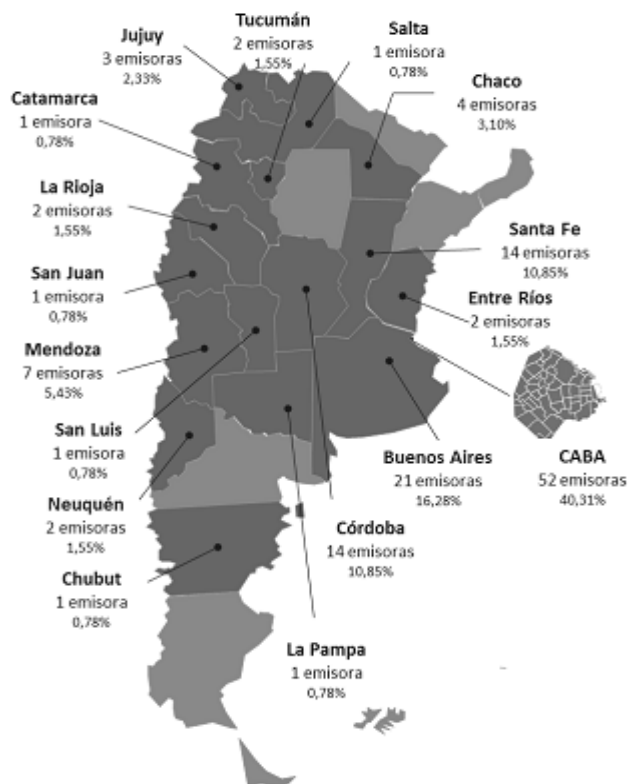 Tucumán
2 emisoras
1,55%
Salta
1 emisora
0,78%
Jujuy
3 emisoras
2,33%
Chaco
4 emisoras
3,10%
Catamarca
1 emisora
0,78%
La Rioja
2 emisoras
1,55%
Santa Fe
14 emisoras
10,85%
San Juan
1 emisora
0,78%
Entre Ríos
2 emisoras
1,55%
Mendoza
7 emisoras
5,43%
San Luis
1 emisora
0,78%
Buenos Aires
21 emisoras
16,28%
CABA
52 emisoras
40,31%
Neuquén
2 emisoras
1,55%
Córdoba
14 emisoras
10,85%
Chubut
1 emisora
0,78%
La Pampa
1 emisora
0,78%